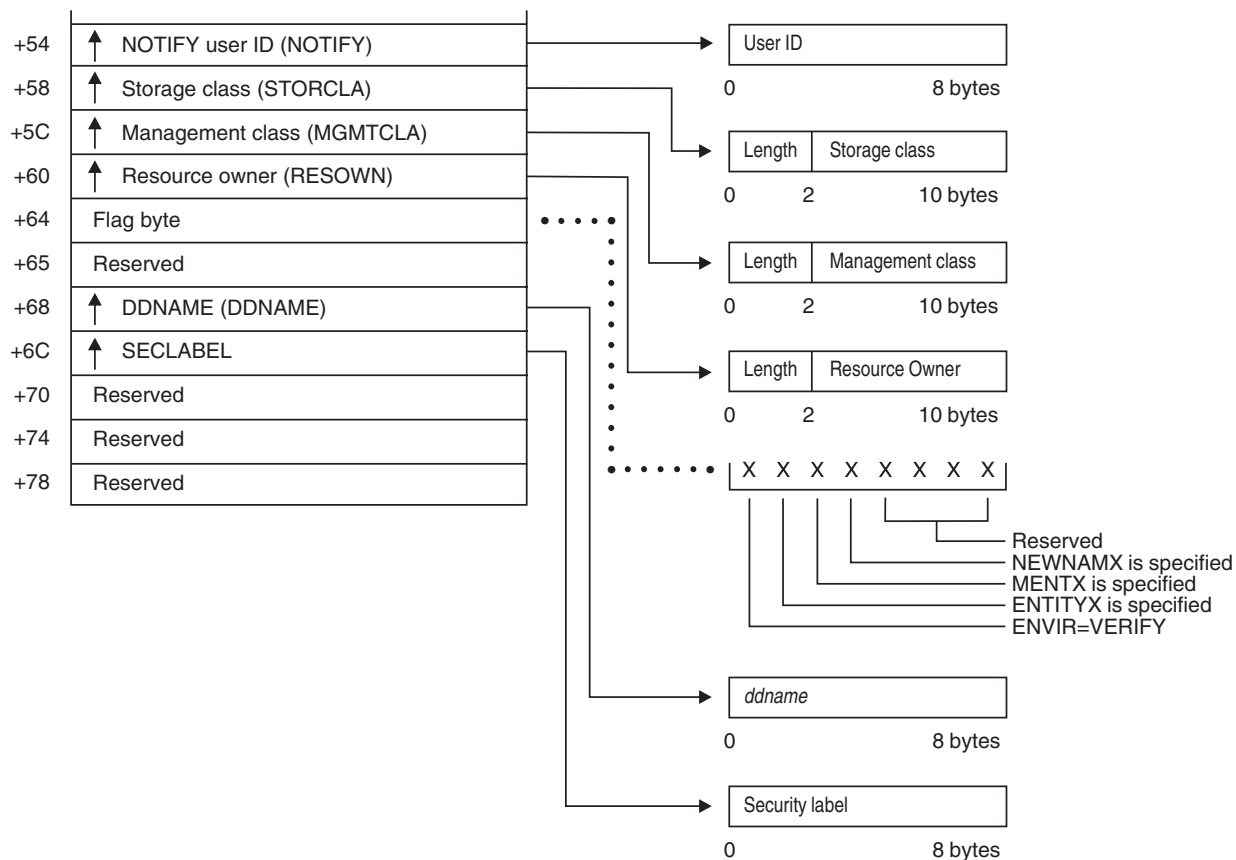 +54 NOTIFY user ID (NOTIFY)
+58 Storage class (STORCLA)
+5C Management class (MGMTCLA)
+60 Resource owner (RESOWN)
+64 Flag byte
+65 Reserved
+68 DDNAME (DDNAME)
+6C SECLABEL
+70 Reserved
+74 Reserved
+78 Reserved
User ID
0 8 bytes
Length Storage class
0 2 10 bytes
Length Management class
0 2 10 bytes
Length Resource Owner
0 2 10 bytes
X X X X X X X X
Reserved
NEWNAMX is specified
MENTX is specified
ENTITYX is specified
ENVIR=VERIFY
ddname
0 8 bytes
Security label
0 8 bytes